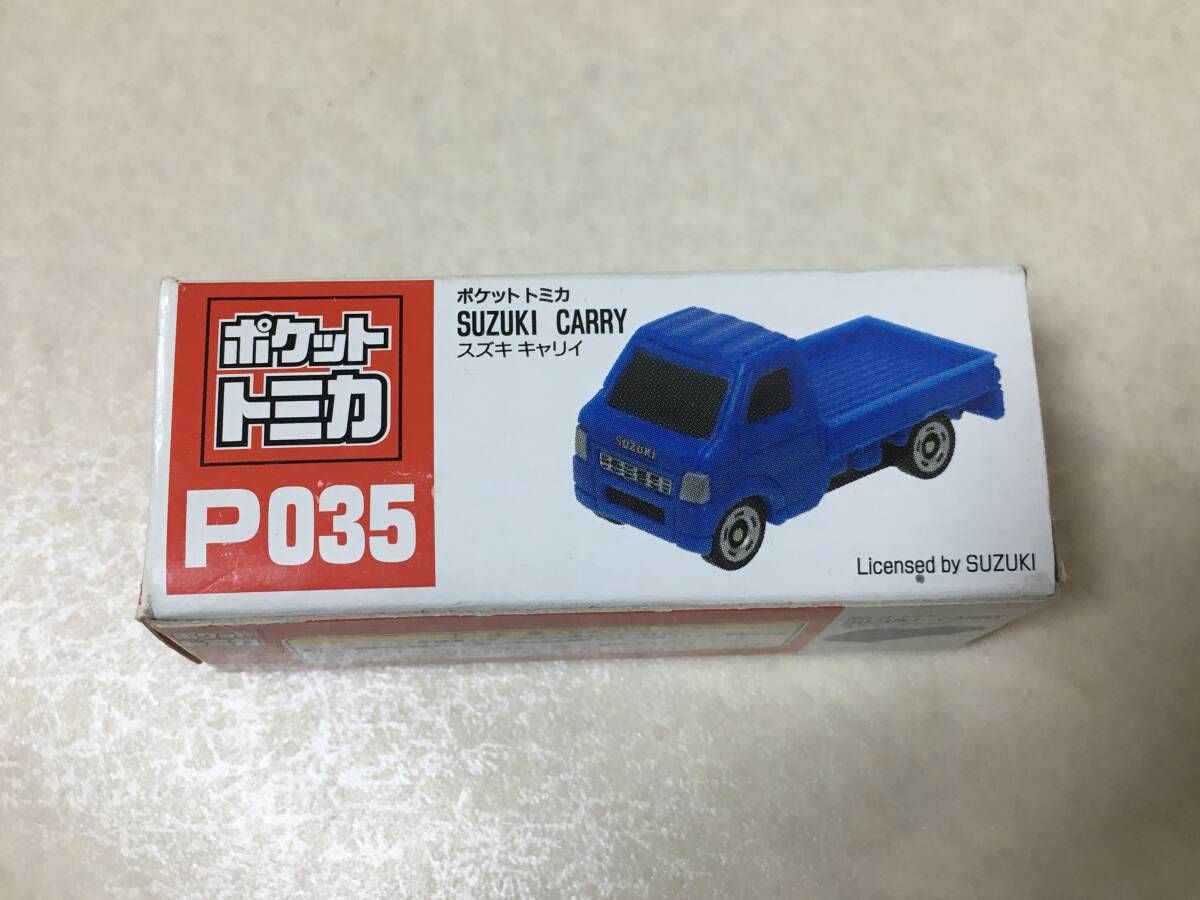 ポケット
トミカ
P035
ポケット トミカ
SUZUKI CARRY
スズキ キャリイ
SUZUKI
Licensed by SUZUKI